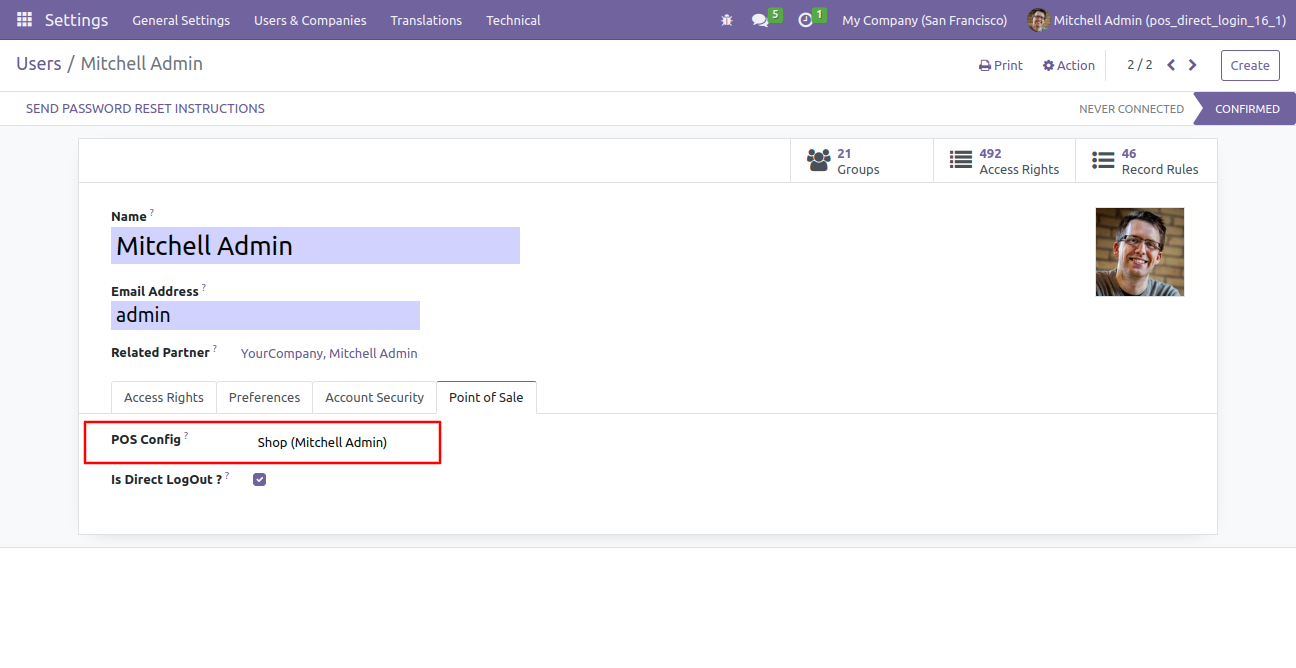 Settings General Settings Users & Companies Translations Technical 5 1 My Company (San Francisco) Mitchell Admin (pos_direct_login_16_1)
Users / Mitchell Admin Print Action 2 / 2 Create
SEND PASSWORD RESET INSTRUCTIONS NEVER CONNECTED CONFIRMED
21 Groups 492 Access Rights 46 Record Rules
Name ?
Mitchell Admin
Email Address ?
admin
Related Partner ? YourCompany, Mitchell Admin
Access Rights Preferences Account Security Point of Sale
POS Config ? Shop (Mitchell Admin)
Is Direct LogOut ? ?